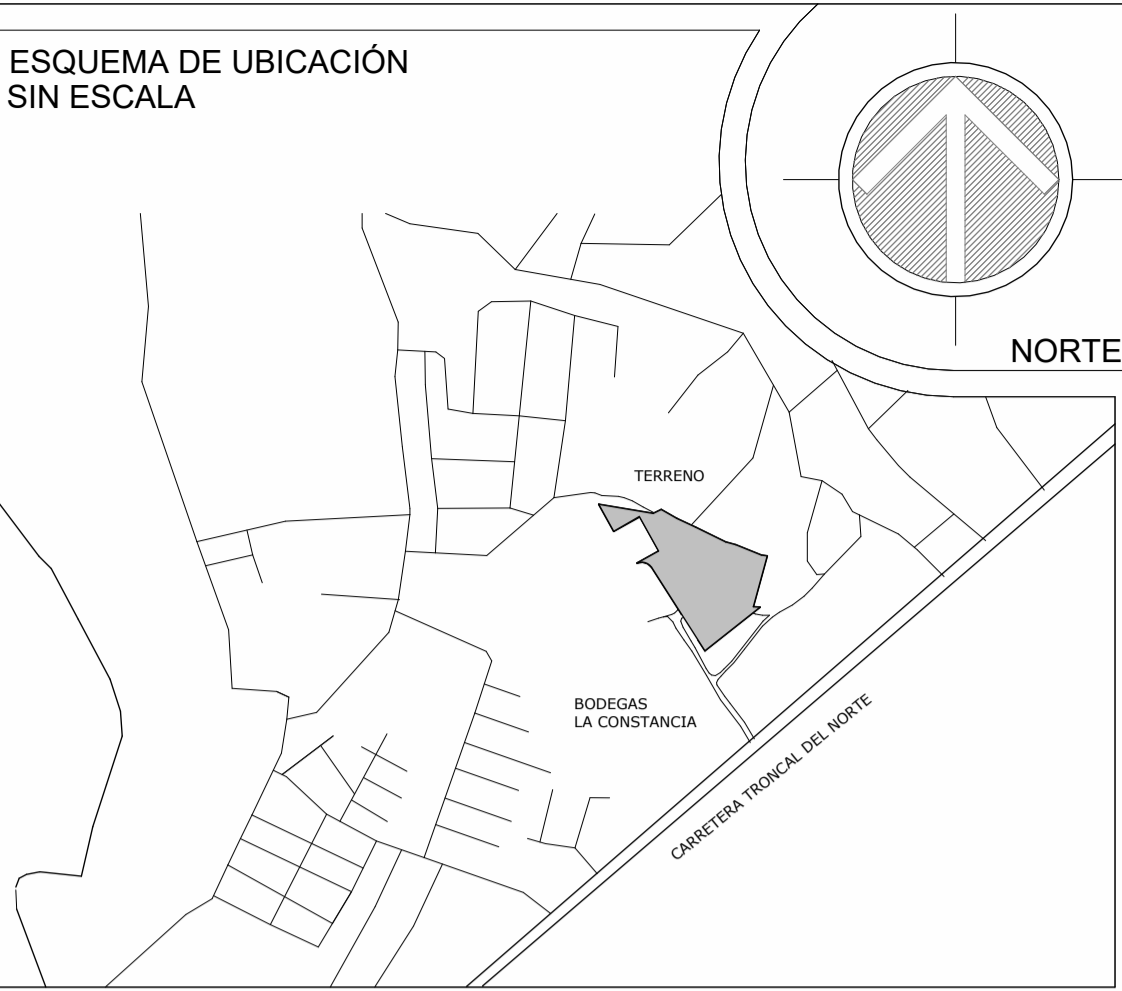 ESQUEMA DE UBICACIÓN
SIN ESCALA
NORTE
TERRENO
BODEGAS
LA CONSTANCIA
CARRETERA TRONCAL DEL NORTE